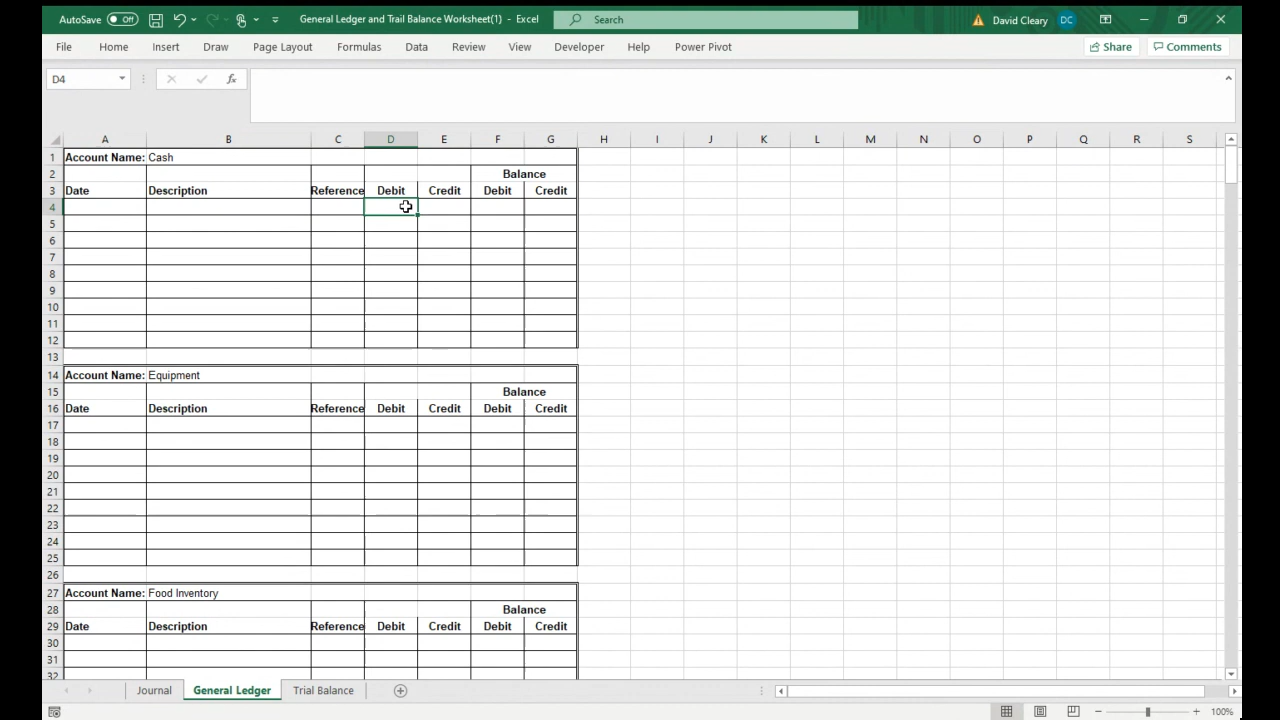 AutoSave Off General Ledger and Trail Balance Worksheet(1) - Excel Search David Cleary DC
File Home Insert Draw Page Layout Formulas Data Review View Developer Help Power Pivot Share Comments
D4 fx
A B C D E F G H I J K L M N O P Q R S
1 Account Name: Cash
2 Balance
3 Date Description Reference Debit Credit Debit Credit
4
5
6
7
8
9
10
11
12
13
14 Account Name: Equipment
15 Balance
16 Date Description Reference Debit Credit Debit Credit
17
18
19
20
21
22
23
24
25
26
27 Account Name: Food Inventory
28 Balance
29 Date Description Reference Debit Credit Debit Credit
30
31
32
Journal General Ledger Trial Balance
100%